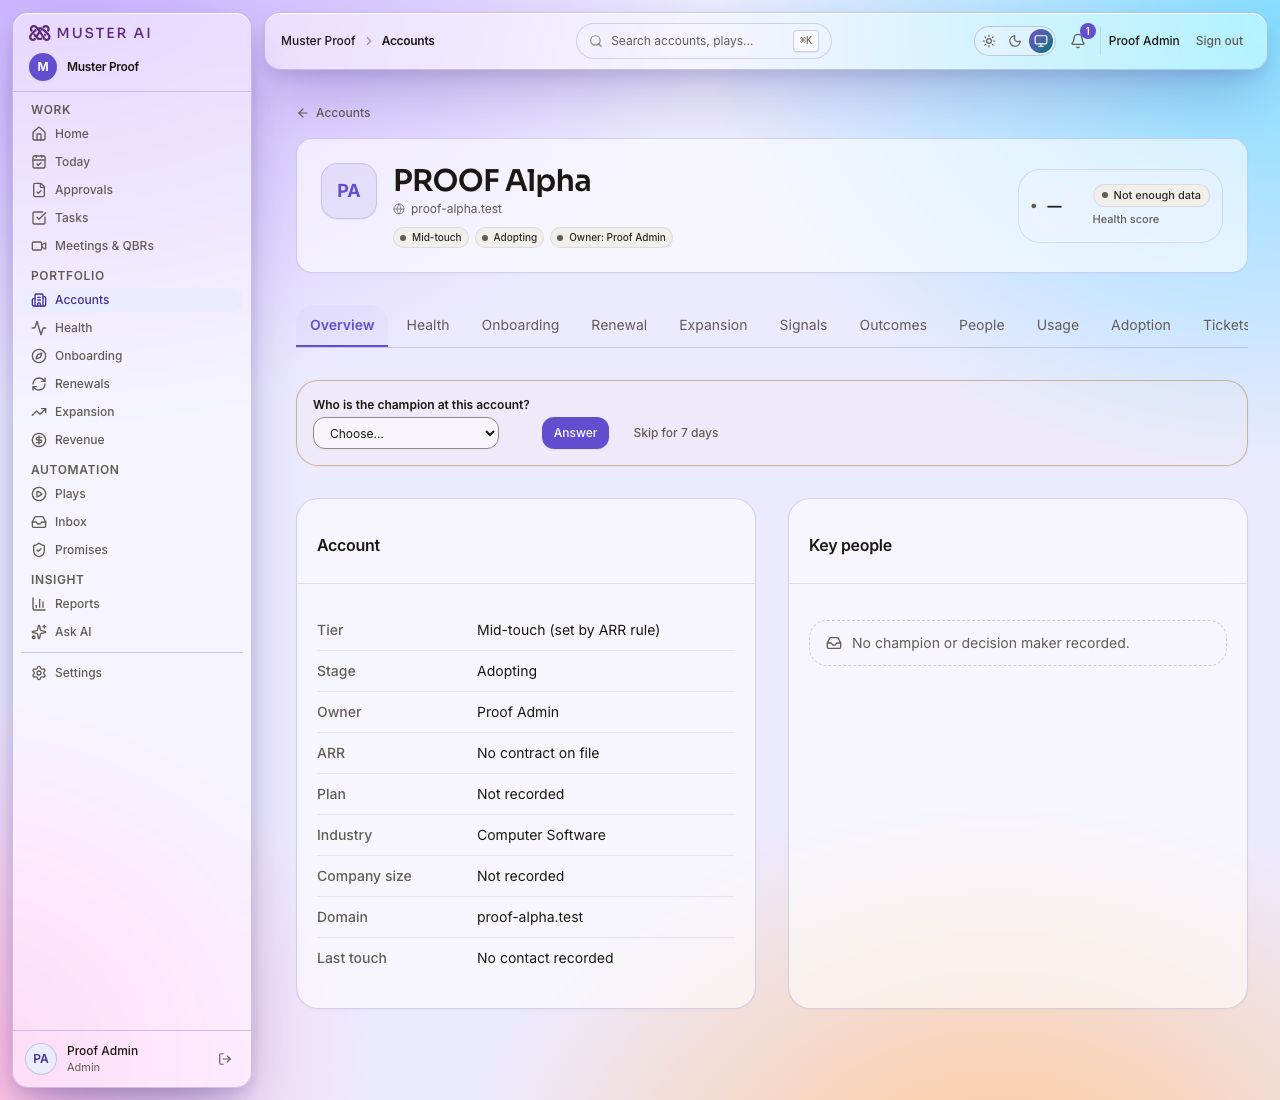 MUSTER AI
M Muster Proof
WORK
Home
Today
Approvals
Tasks
Meetings & QBRs
PORTFOLIO
Accounts
Health
Onboarding
Renewals
Expansion
Revenue
AUTOMATION
Plays
Inbox
Promises
INSIGHT
Reports
Ask AI
Settings
PA Proof Admin
Admin
Muster Proof > Accounts
Search accounts, plays... ⌘K
1
Proof Admin Sign out
← Accounts
PA
PROOF Alpha
proof-alpha.test
Mid-touch Adopting Owner: Proof Admin
— Not enough data
Health score
Overview Health Onboarding Renewal Expansion Signals Outcomes People Usage Adoption Tickets
Who is the champion at this account?
Choose... Answer Skip for 7 days
Account
Tier Mid-touch (set by ARR rule)
Stage Adopting
Owner Proof Admin
ARR No contract on file
Plan Not recorded
Industry Computer Software
Company size Not recorded
Domain proof-alpha.test
Last touch No contact recorded
Key people
No champion or decision maker recorded.